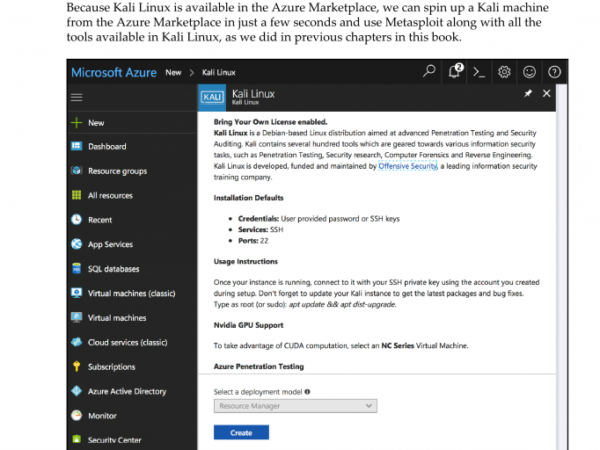 Because Kali Linux is available in the Azure Marketplace, we can spin up a Kali machine
from the Azure Marketplace in just a few seconds and use Metasploit along with all the
tools available in Kali Linux, as we did in previous chapters in this book.
Microsoft Azure New > Kali Linux
2
KALI
Kali Linux
Kali Linux
New
Dashboard
Resource groups
All resources
Recent
App Services
SQL databases
Virtual machines (classic)
Virtual machines
Cloud services (classic)
Subscriptions
Azure Active Directory
Monitor
Security Center
Bring Your Own License enabled.
Kali Linux is a Debian-based Linux distribution aimed at advanced Penetration Testing and Security
Auditing. Kali contains several hundred tools which are geared towards various information security
tasks, such as Penetration Testing, Security research, Computer Forensics and Reverse Engineering.
Kali Linux is developed, funded and maintained by Offensive Security, a leading information security
training company.
Installation Defaults
• Credentials: User provided password or SSH keys
• Services: SSH
• Ports: 22
Usage Instructions
Once your instance is running, connect to it with your SSH private key using the account you created
during setup. Don't forget to update your Kali instance to get the latest packages and bug fixes.
Type as root (or sudo): apt update && apt dist-upgrade.
Nvidia GPU Support
To take advantage of CUDA computation, select an NC Series Virtual Machine.
Azure Penetration Testing
Select a deployment model
Resource Manager
Create